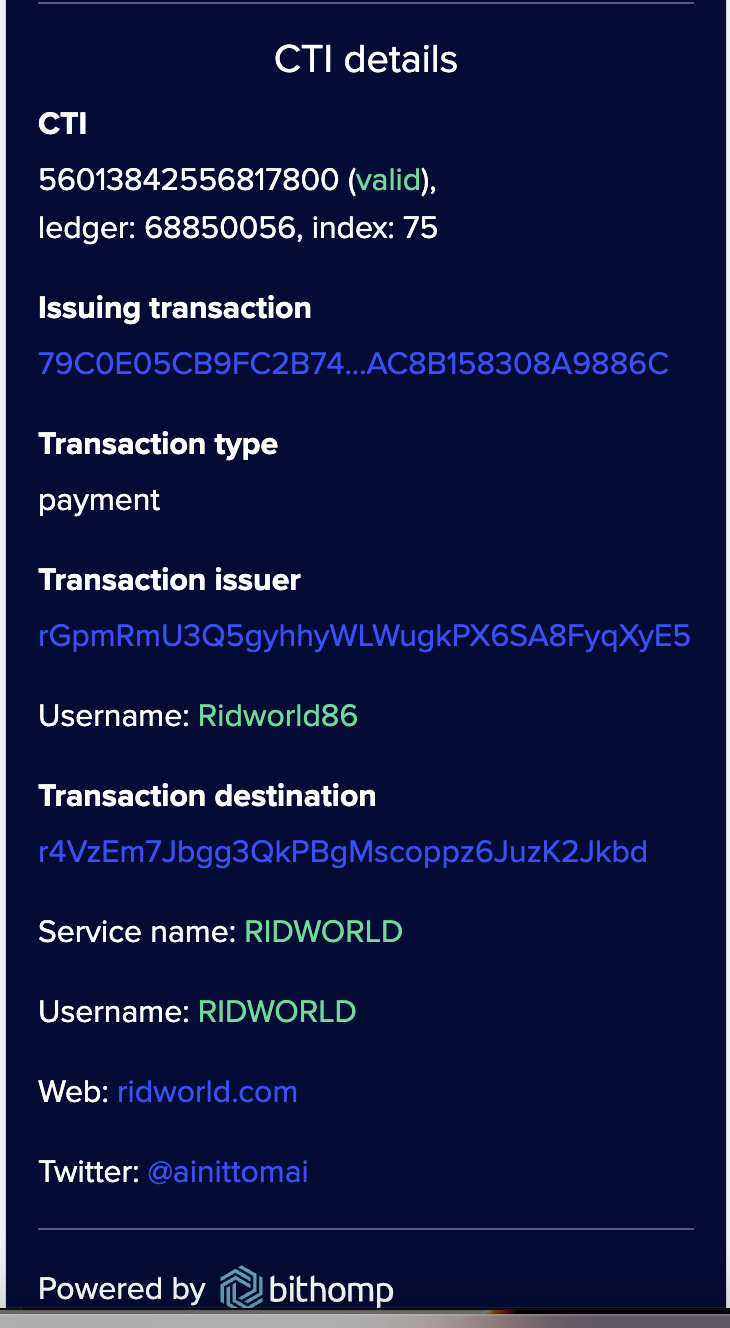 CTI details
CTI
56013842556817800 (valid),
ledger: 68850056, index: 75
Issuing transaction
79C0E05CB9FC2B74...AC8B158308A9886C
Transaction type
payment
Transaction issuer
rGpmRmU3Q5gyhhyWLWugkPX6SA8FyqXyE5
Username: Ridworld86
Transaction destination
r4VzEm7Jbgg3QkPBgMscoppz6JuzK2Jkbd
Service name: RIDWORLD
Username: RIDWORLD
Web: ridworld.com
Twitter: @ainittomai
Powered by bithomp